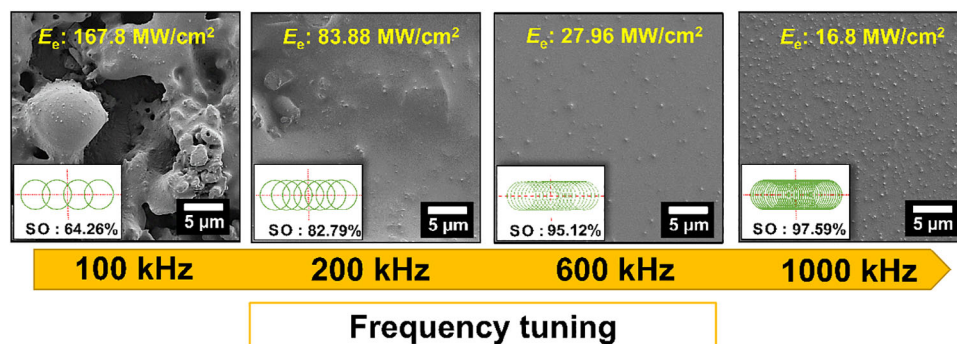 Ee: 167.8 MW/cm²
Ee: 83.88 MW/cm²
Ee: 27.96 MW/cm²
Ee: 16.8 MW/cm²
SO : 64.26%
5 µm
SO : 82.79%
5 µm
SO : 95.12%
5 µm
SO : 97.59%
5 µm
100 kHz
200 kHz
600 kHz
1000 kHz
Frequency tuning